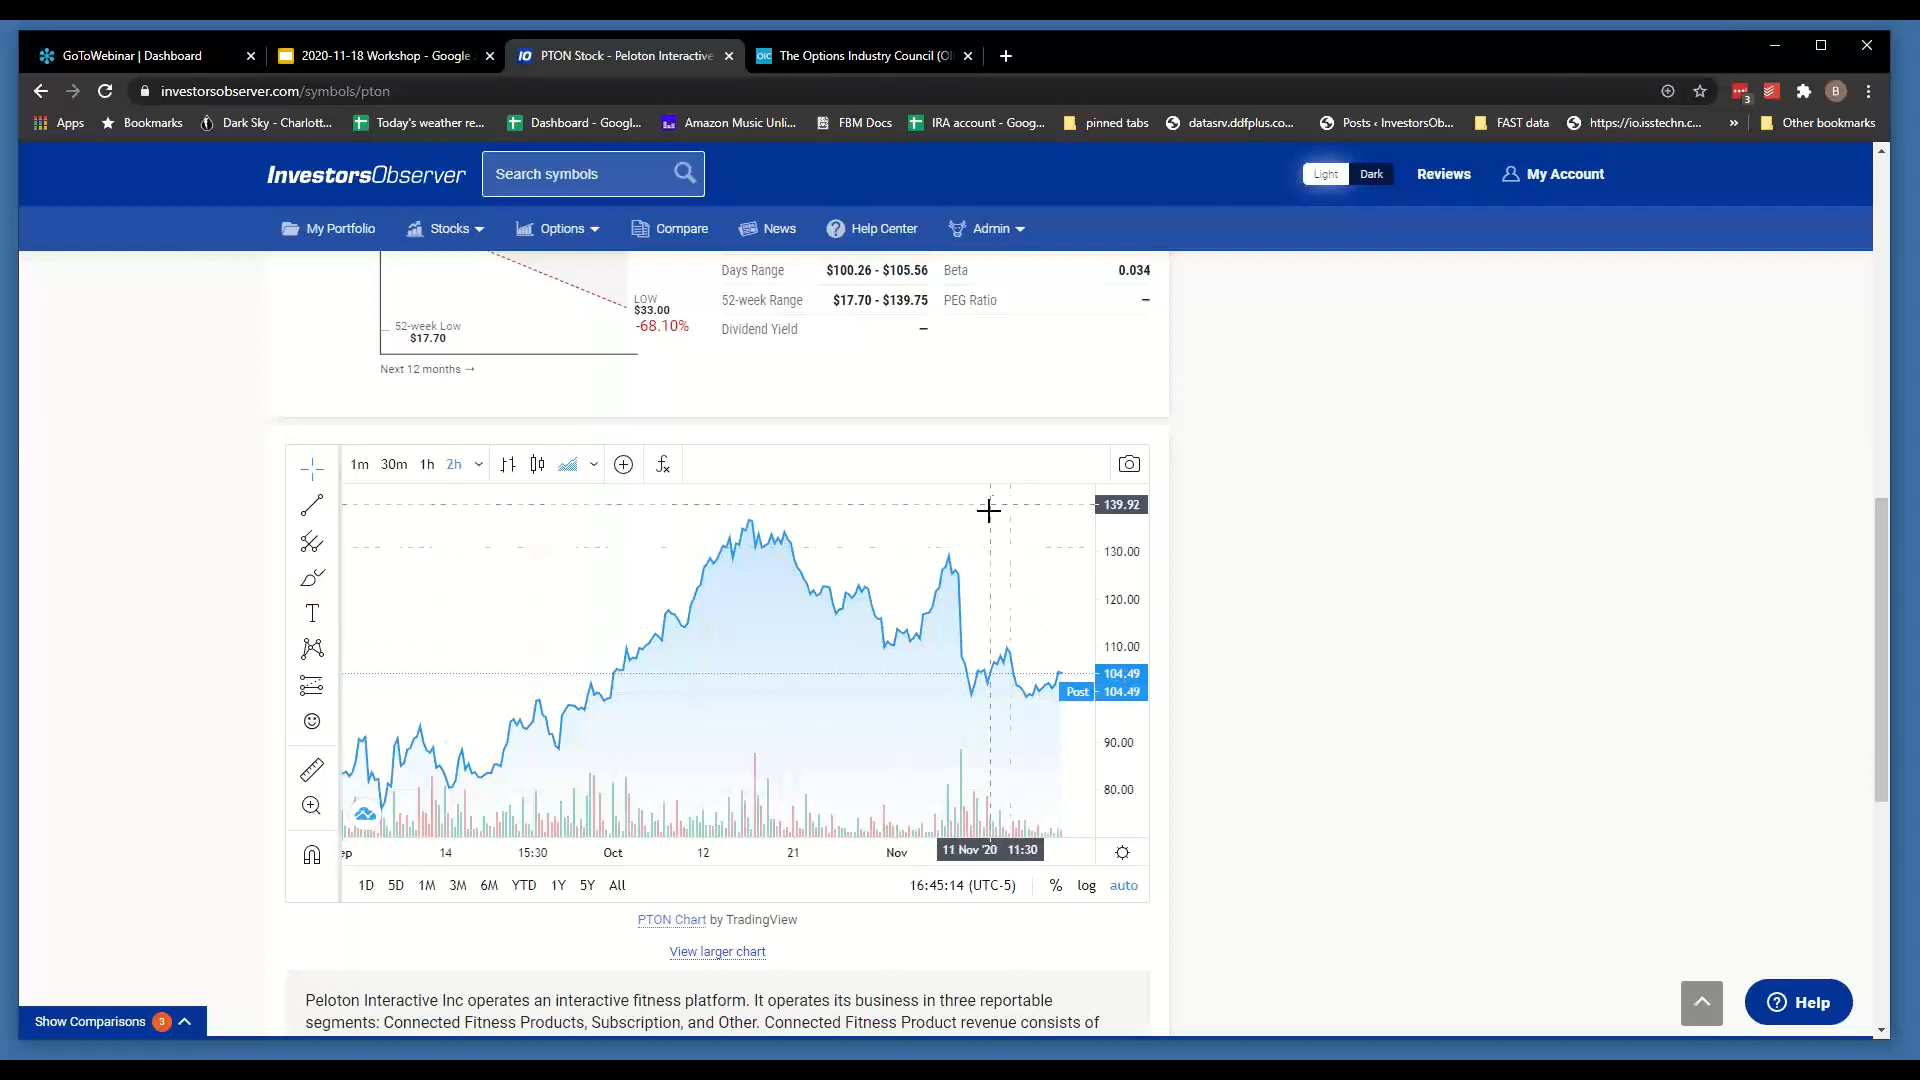 GoToWebinar | Dashboard
2020-11-18 Workshop - Google
IO PTON Stock - Peloton Interactive
OIC The Options Industry Council (OI
investorsobserver.com/symbols/pton
3
B
Apps
Bookmarks
Dark Sky - Charlott...
Today's weather re...
Dashboard - Googl...
Amazon Music Unli...
FBM Docs
IRA account - Goog...
pinned tabs
datasrv.ddfplus.co...
Posts ‹ InvestorsOb...
FAST data
https://io.isstechn.c...
»
Other bookmarks
InvestorsObserver
Search symbols
Light
Dark
Reviews
My Account
My Portfolio
Stocks
Options
Compare
News
Help Center
Admin
LOW
$33.00
-68.10%
52-week Low
$17.70
Next 12 months →
Days Range $100.26 - $105.56
Beta 0.034
52-week Range $17.70 - $139.75
PEG Ratio –
Dividend Yield –
1m 30m 1h 2h
139.92
130.00
120.00
110.00
104.49
Post 104.49
90.00
80.00
ep 14 15:30 Oct 12 21 Nov 11 Nov '20 11:30
1D 5D 1M 3M 6M YTD 1Y 5Y All
16:45:14 (UTC-5) % log auto
PTON Chart by TradingView
View larger chart
Peloton Interactive Inc operates an interactive fitness platform. It operates its business in three reportable
segments: Connected Fitness Products, Subscription, and Other. Connected Fitness Product revenue consists of
Show Comparisons 3
Help